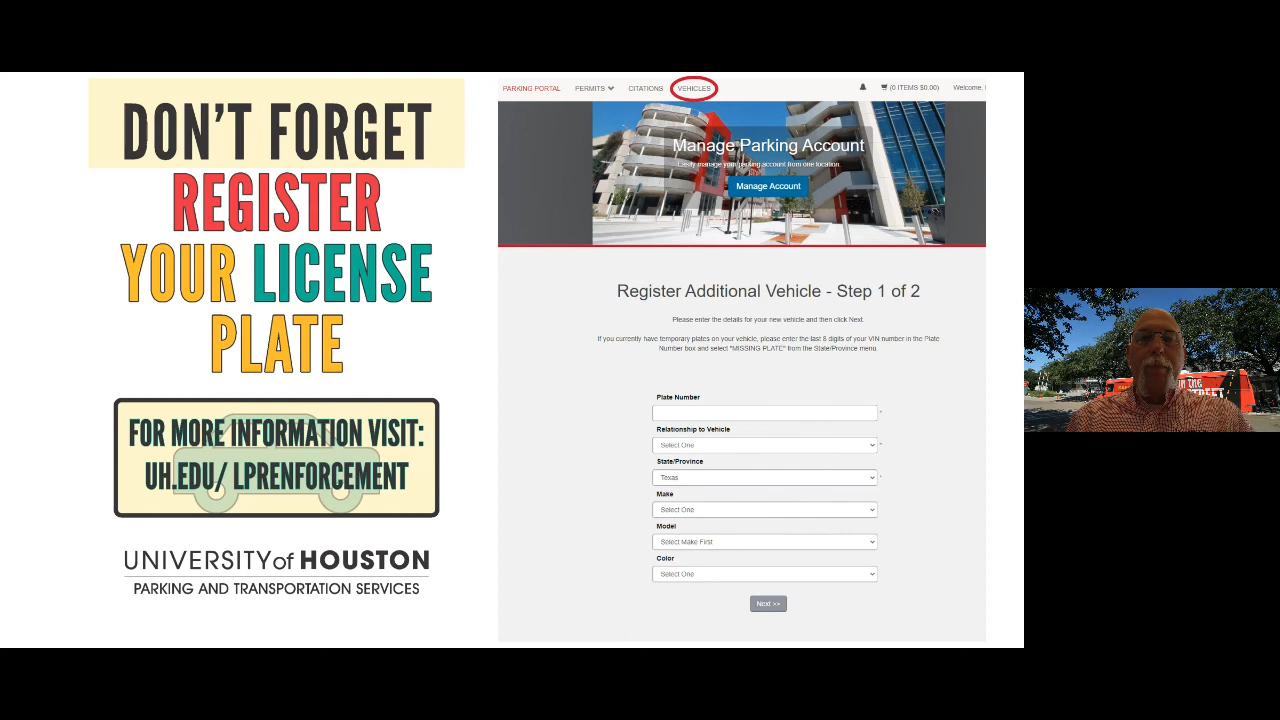 DON'T FORGET
REGISTER
YOUR LICENSE
PLATE
FOR MORE INFORMATION VISIT:
UH.EDU/ LPRENFORCEMENT
UNIVERSITY of HOUSTON
PARKING AND TRANSPORTATION SERVICES
PARKING PORTAL PERMITS CITATIONS VEHICLES (0 ITEMS $0.00) Welcome,
Manage Parking Account
Easily manage your parking account from one location.
Manage Account
Register Additional Vehicle - Step 1 of 2
Please enter the details for your new vehicle and then click Next.
If you currently have temporary plates on your vehicle, please enter the last 8 digits of your VIN number in the Plate
Number box and select "MISSING PLATE" from the State/Province menu.
Plate Number
*
Relationship to Vehicle
Select One *
State/Province
Texas *
Make
Select One
Model
Select Make First
Color
Select One
Next >>